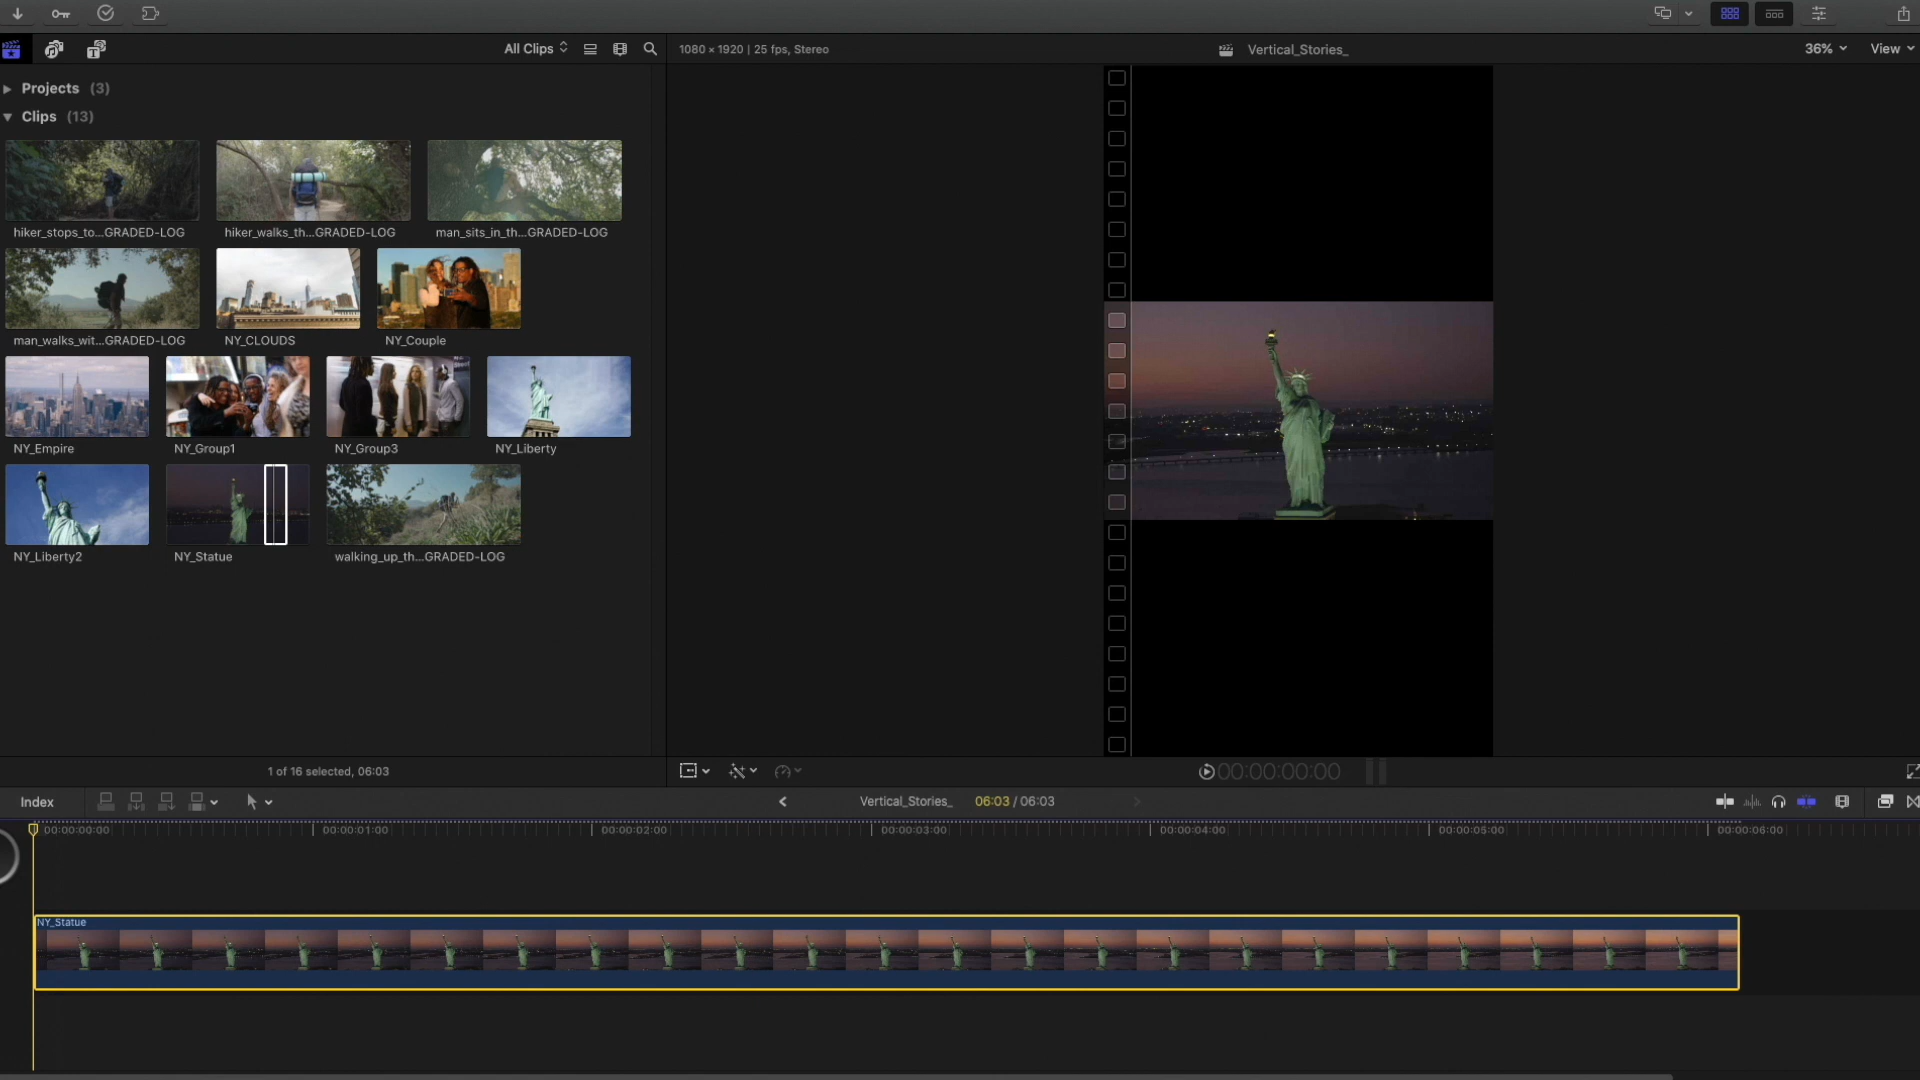 All Clips
1080 × 1920 | 25 fps, Stereo
Vertical_Stories_
36%
View
Projects (3)
Clips (13)
hiker_stops_to...GRADED-LOG
hiker_walks_th...GRADED-LOG
man_sits_in_th...GRADED-LOG
man_walks_wit...GRADED-LOG
NY_CLOUDS
NY_Couple
NY_Empire
NY_Group1
NY_Group3
NY_Liberty
NY_Liberty2
NY_Statue
walking_up_th...GRADED-LOG
1 of 16 selected, 06:03
00:00:00:00
Index
Vertical_Stories_
06:03 / 06:03
00:00:00:00
00:00:01:00
00:00:02:00
00:00:03:00
00:00:04:00
00:00:05:00
00:00:06:00
NY_Statue